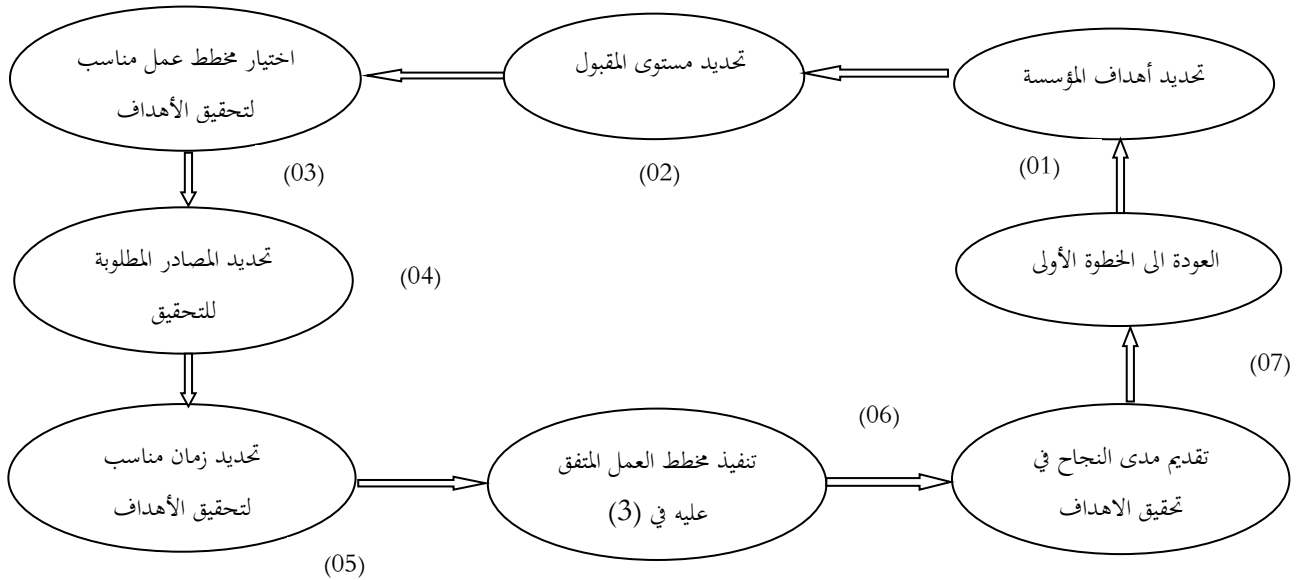 تحديد أهداف المؤسسة
(01)
تحديد مستوى المقبول
(02)
اختيار مخطط عمل مناسب
لتحقيق الأهداف
(03)
تحديد المصادر المطلوبة
للتحقيق
(04)
تحديد زمان مناسب
لتحقيق الأهداف
(05)
تنفيذ مخطط العمل المتفق
عليه في (3)
(06)
تقديم مدى النجاح في
تحقيق الاهداف
(07)
العودة الى الخطوة الأولى